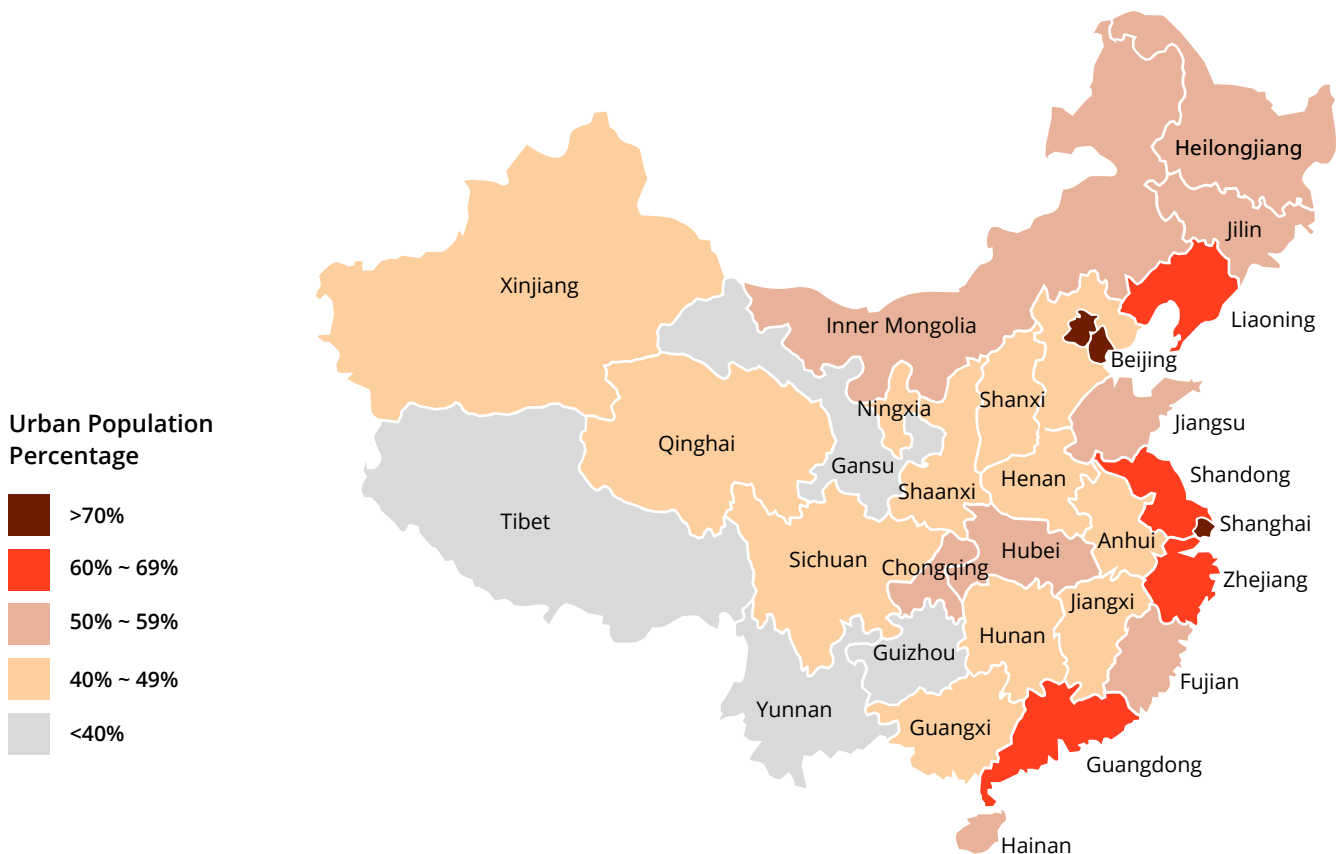 Heilongjiang
Jilin
Xinjiang
Liaoning
Inner Mongolia
Beijing
Shanxi
Ningxia
Jiangsu
Urban Population
Percentage
Qinghai
Gansu
Shandong
Henan
Shaanxi
>70%
Tibet
Shanghai
Anhui
Hubei
Sichuan
Chongqing
60% ~ 69%
Zhejiang
Jiangxi
50% ~ 59%
Hunan
Guizhou
40% ~ 49%
Fujian
Yunnan
Guangxi
<40%
Guangdong
Hainan